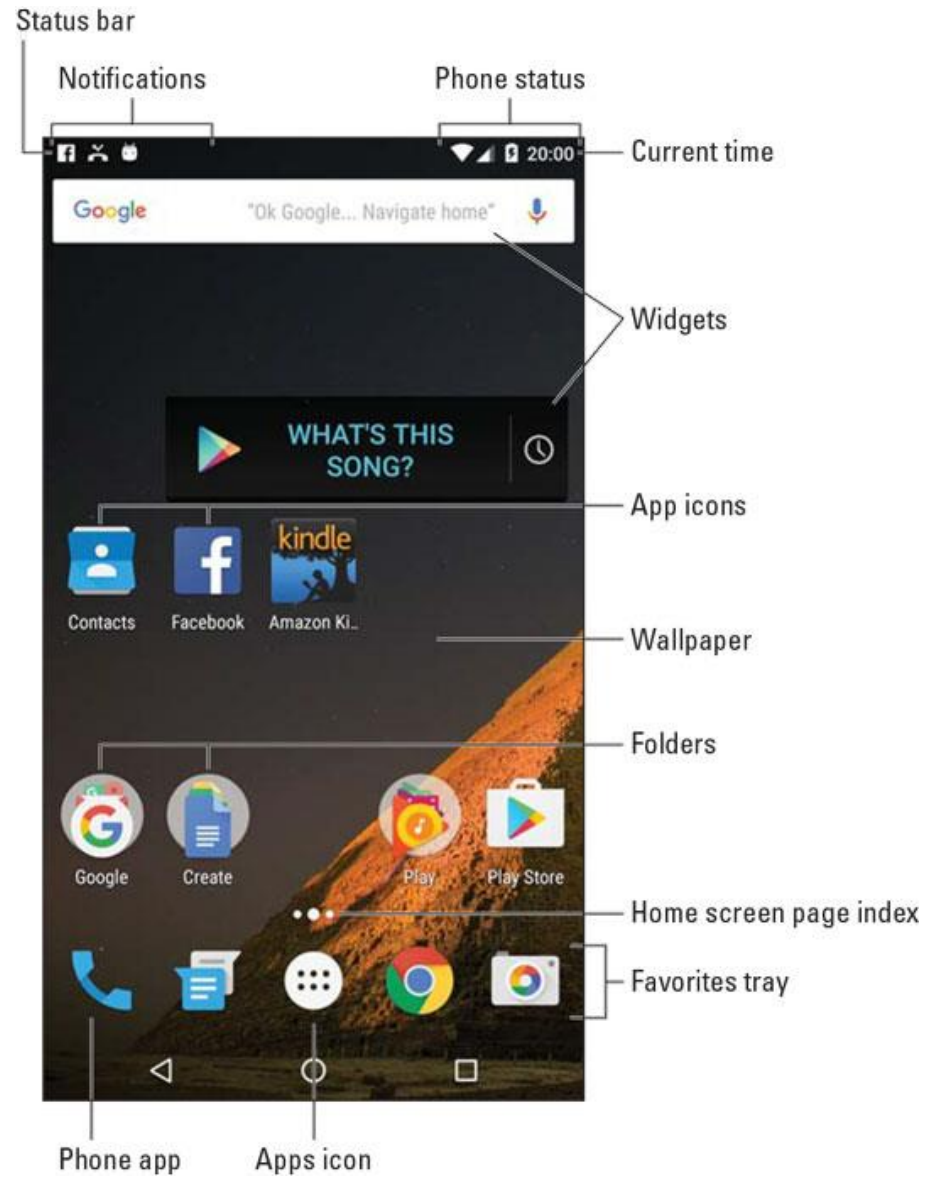 Status bar
Notifications
Phone status
20:00
Current time
Google
"Ok Google... Navigate home"
Widgets
WHAT'S THIS
SONG?
App icons
kindle
Contacts
Facebook
Amazon Ki..
Wallpaper
Folders
Google
Create
Play
Play Store
Home screen page index
Favorites tray
Phone app
Apps icon